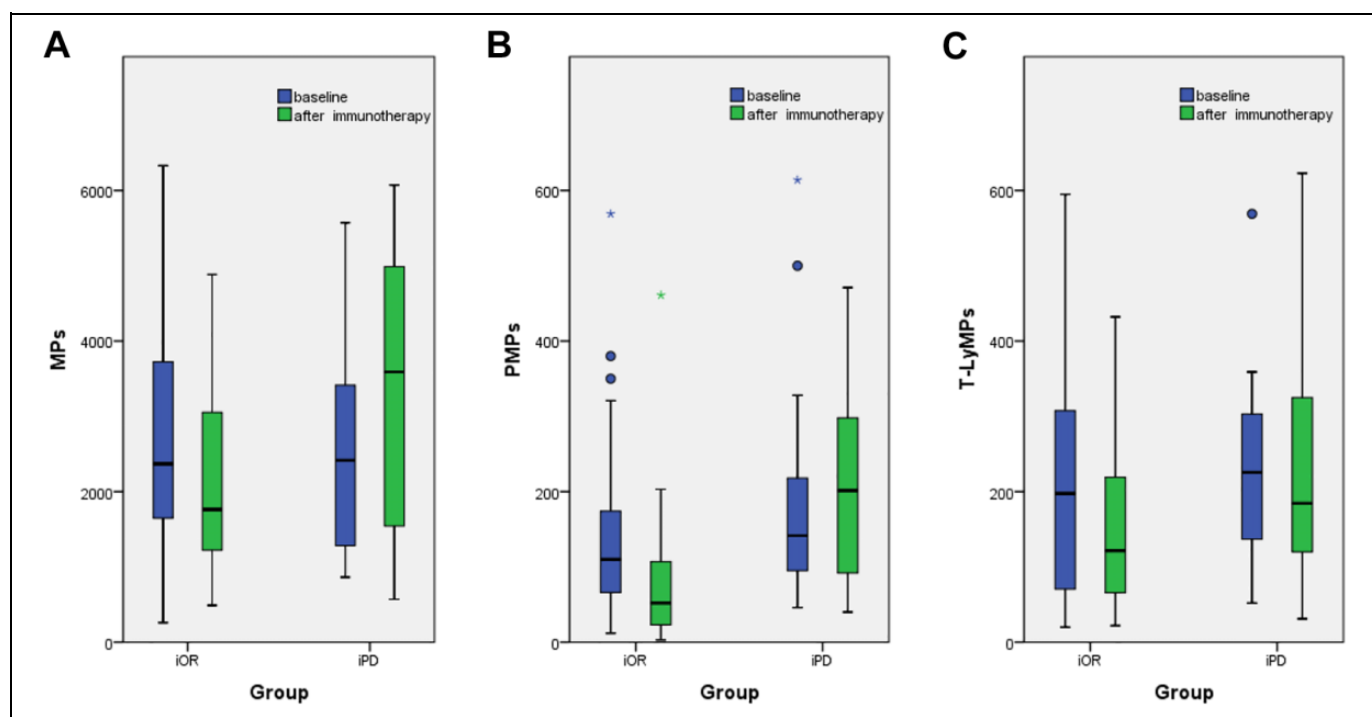 A
baseline
after immunotherapy
MPs
6000
4000
2000
0
iOR
iPD
Group
B
baseline
after immunotherapy
PMPs
600
400
200
0
iOR
iPD
Group
C
baseline
after immunotherapy
T-LyMPs
600
400
200
0
iOR
iPD
Group